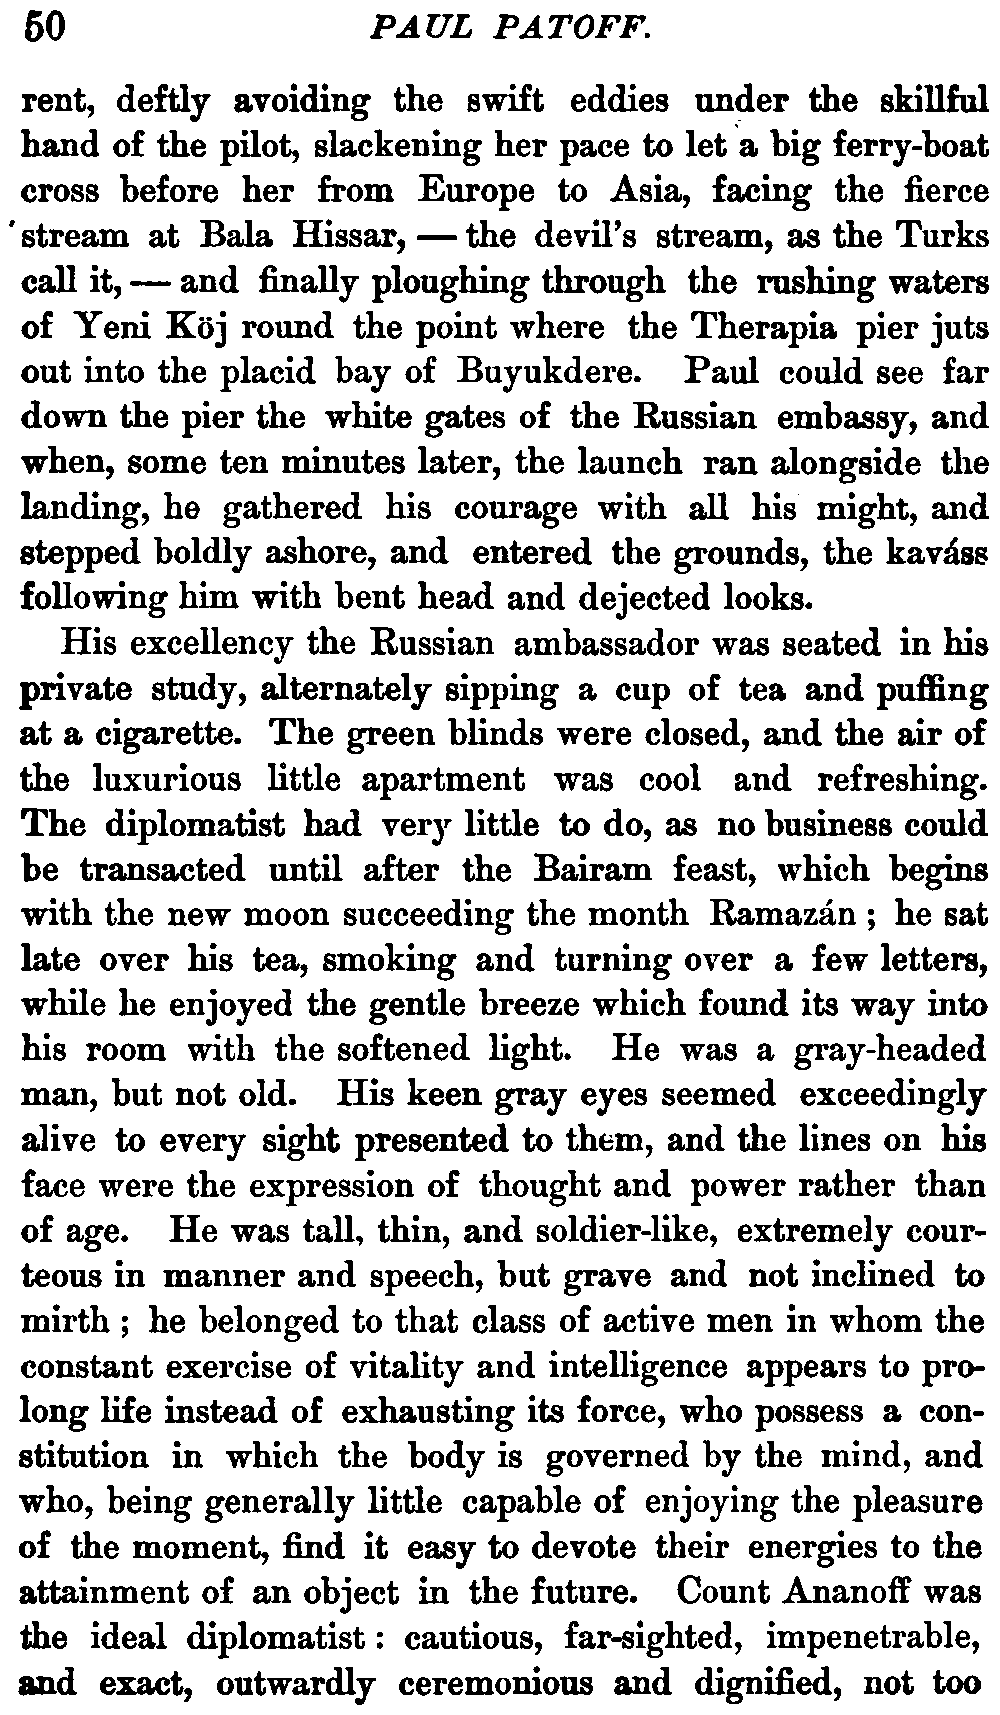 50 PAUL PATOFF.
rent, deftly avoiding the swift eddies under the skillful
hand of the pilot, slackening her pace to let a big ferry-boat
cross before her from Europe to Asia, facing the fierce
stream at Bala Hissar, — the devil's stream, as the Turks
call it, — and finally ploughing through the rushing waters
of Yeni Köj round the point where the Therapia pier juts
out into the placid bay of Buyukdere. Paul could see far
down the pier the white gates of the Russian embassy, and
when, some ten minutes later, the launch ran alongside the
landing, he gathered his courage with all his might, and
stepped boldly ashore, and entered the grounds, the kaváss
following him with bent head and dejected looks.
His excellency the Russian ambassador was seated in his
private study, alternately sipping a cup of tea and puffing
at a cigarette. The green blinds were closed, and the air of
the luxurious little apartment was cool and refreshing.
The diplomatist had very little to do, as no business could
be transacted until after the Bairam feast, which begins
with the new moon succeeding the month Ramazán ; he sat
late over his tea, smoking and turning over a few letters,
while he enjoyed the gentle breeze which found its way into
his room with the softened light. He was a gray-headed
man, but not old. His keen gray eyes seemed exceedingly
alive to every sight presented to them, and the lines on his
face were the expression of thought and power rather than
of age. He was tall, thin, and soldier-like, extremely cour-
teous in manner and speech, but grave and not inclined to
mirth ; he belonged to that class of active men in whom the
constant exercise of vitality and intelligence appears to pro-
long life instead of exhausting its force, who possess a con-
stitution in which the body is governed by the mind, and
who, being generally little capable of enjoying the pleasure
of the moment, find it easy to devote their energies to the
attainment of an object in the future. Count Ananoff was
the ideal diplomatist : cautious, far-sighted, impenetrable,
and exact, outwardly ceremonious and dignified, not too